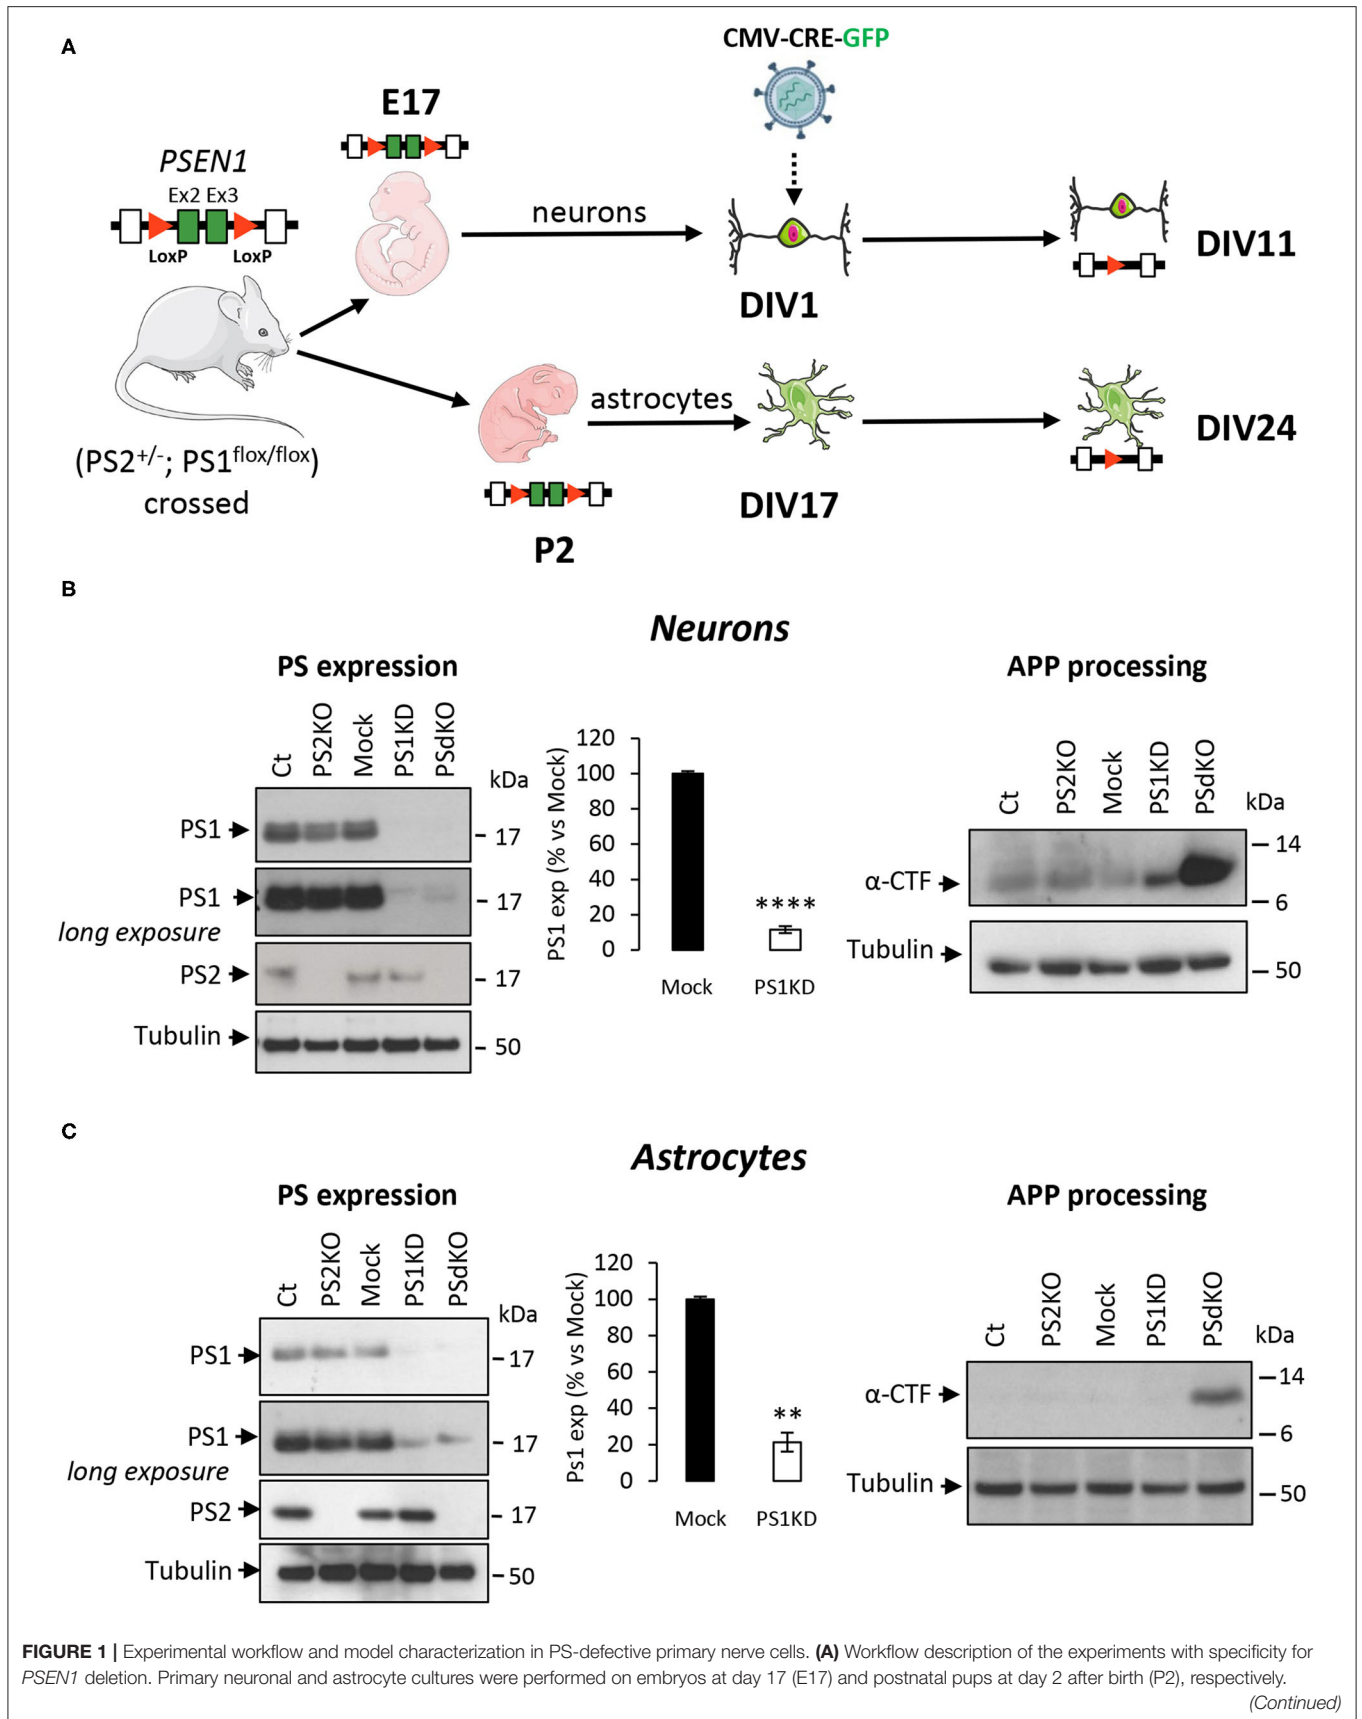 A
CMV-CRE-GFP
E17
PSEN1
Ex2 Ex3
LoxP LoxP
neurons
DIV1
DIV11
(PS2+/-; PS1flox/flox)
crossed
astrocytes
P2
DIV17
DIV24
B
Neurons
PS expression
Ct PS2KO Mock PS1KD PSdKO
kDa
PS1 - 17
PS1 - 17
long exposure
PS2 - 17
Tubulin - 50
PS1 exp (% vs Mock)
120
100
80
60
40
20
0
****
Mock PS1KD
APP processing
Ct PS2KO Mock PS1KD PSdKO
kDa
14
α-CTF
6
Tubulin
50
C
Astrocytes
PS expression
Ct PS2KO Mock PS1KD PSdKO
kDa
PS1 -17
PS1 - 17
long exposure
PS2 - 17
Tubulin -50
Ps1 exp (% vs Mock)
120
100
80
60
40
20
0
**
Mock PS1KD
APP processing
Ct PS2KO Mock PS1KD PSdKO
kDa
14
α-CTF
6
Tubulin
50
FIGURE 1 | Experimental workflow and model characterization in PS-defective primary nerve cells. (A) Workflow description of the experiments with specificity for
PSEN1 deletion. Primary neuronal and astrocyte cultures were performed on embryos at day 17 (E17) and postnatal pups at day 2 after birth (P2), respectively.
(Continued)